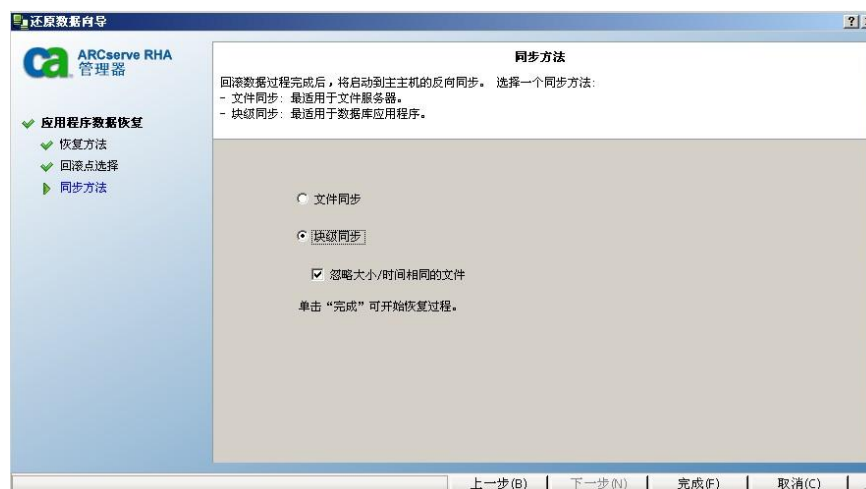 还原数据向导
ca
ARCserve RHA
管理器
应用程序数据恢复
恢复方法
回滚点选择
同步方法
同步方法
回滚数据过程完成后，将启动到主主机的反向同步。 选择一个同步方法:
- 文件同步: 最适用于文件服务器。
- 块级同步: 最适用于数据库应用程序。
文件同步
块级同步
忽略大小/时间相同的文件
单击“完成”可开始恢复过程。
上一步(B)
下一步(N)
完成(F)
取消(C)